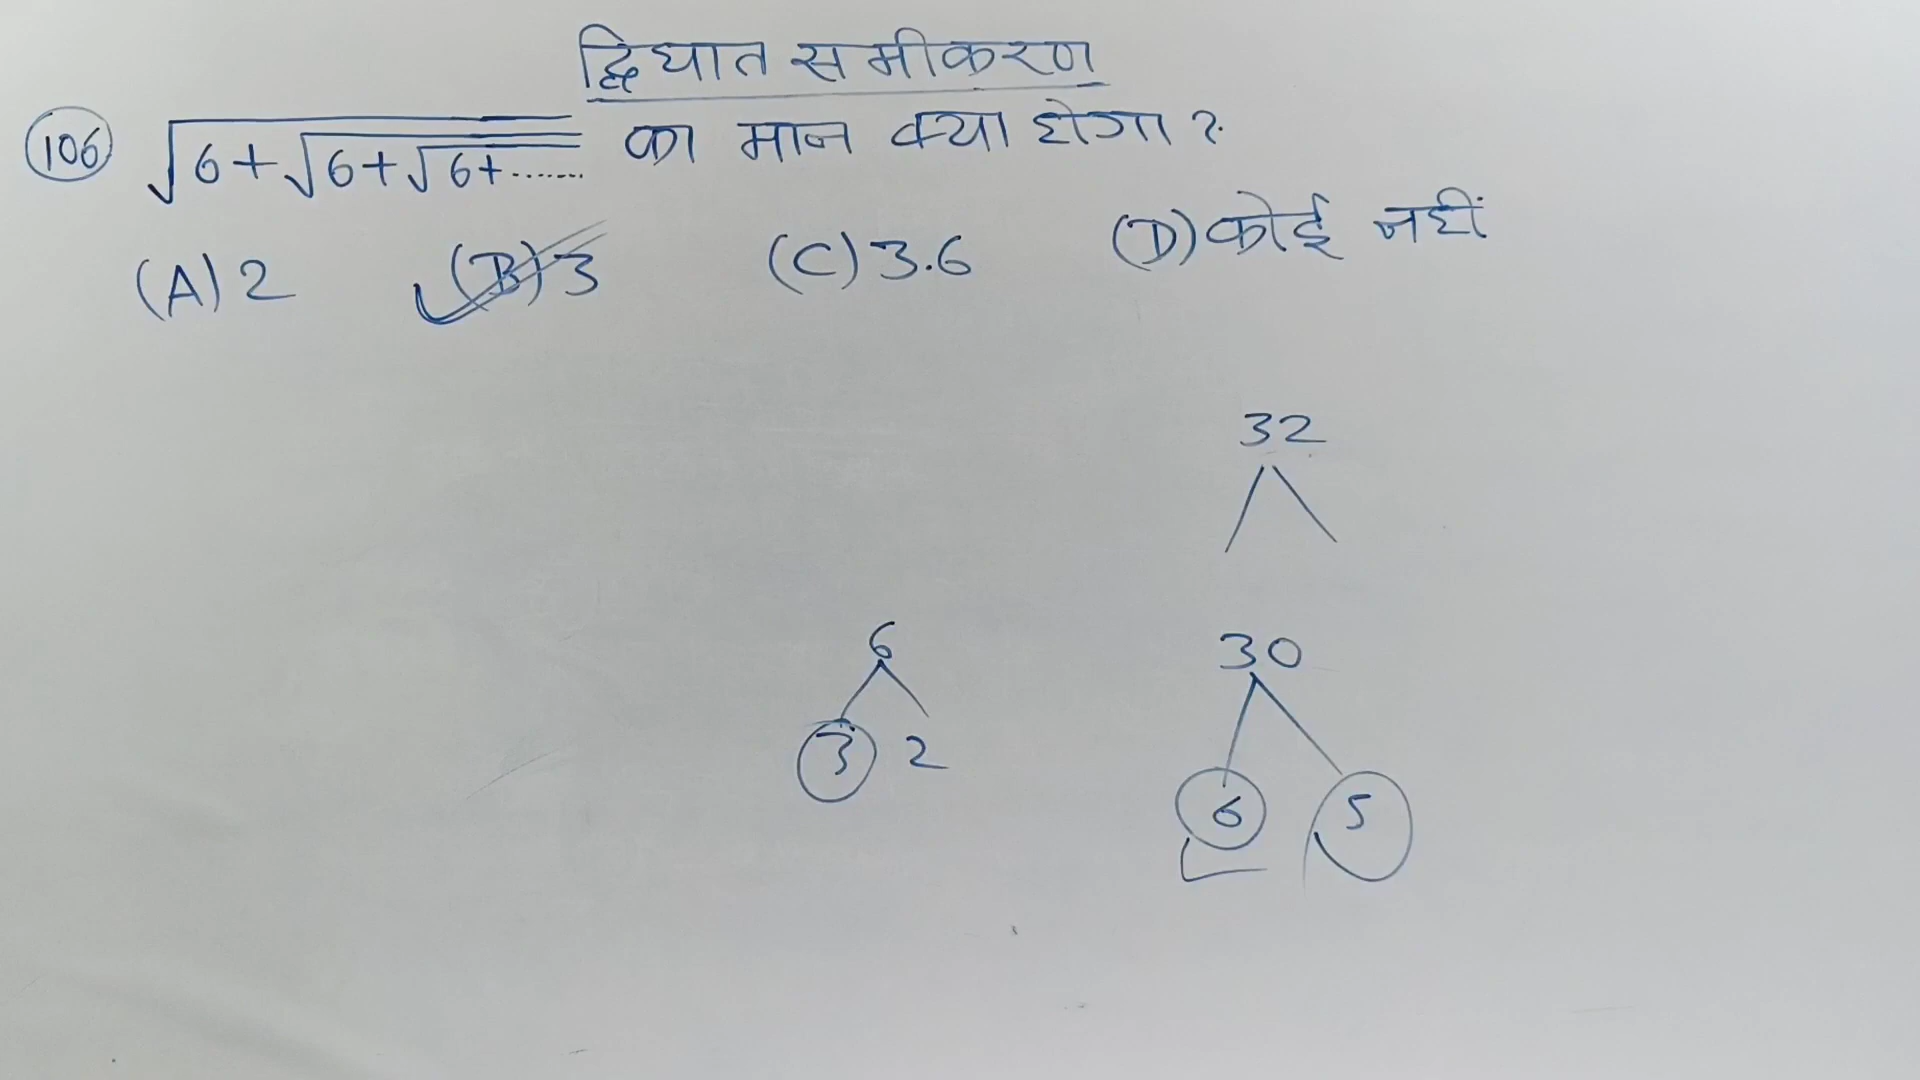 द्विघात समीकरण
106 √6+√6+√6+...... का मान क्या होगा ?
(A) 2 (B) 3 (C) 3.6 (D) कोई नहीं
32
6 30
3 2 6 5